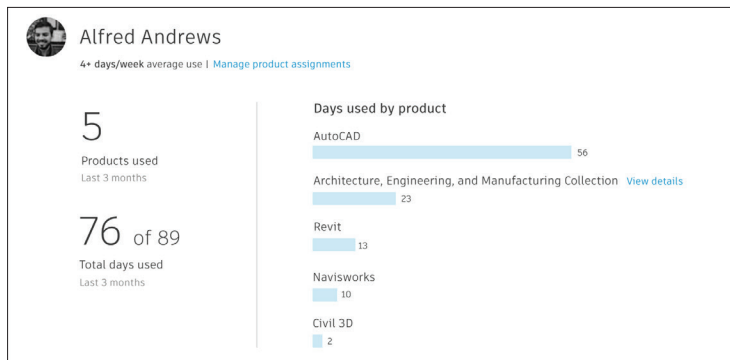 Alfred Andrews
4+ days/week average use | Manage product assignments
5
Products used
Last 3 months
76 of 89
Total days used
Last 3 months
Days used by product
AutoCAD
56
Architecture, Engineering, and Manufacturing Collection View details
23
Revit
13
Navisworks
10
Civil 3D
2